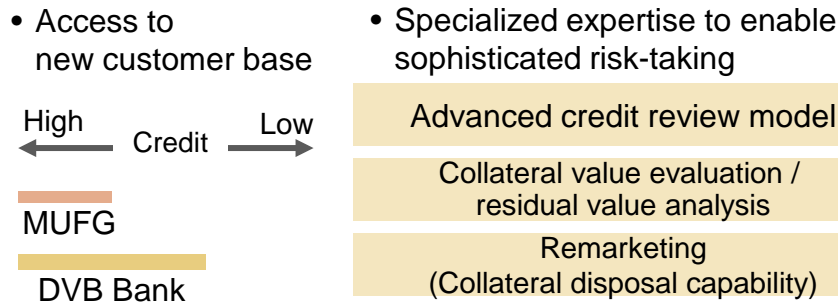 • Access to
new customer base
High
Credit
Low
MUFG
DVB Bank
• Specialized expertise to enable
sophisticated risk-taking
Advanced credit review model
Collateral value evaluation /
residual value analysis
Remarketing
(Collateral disposal capability)